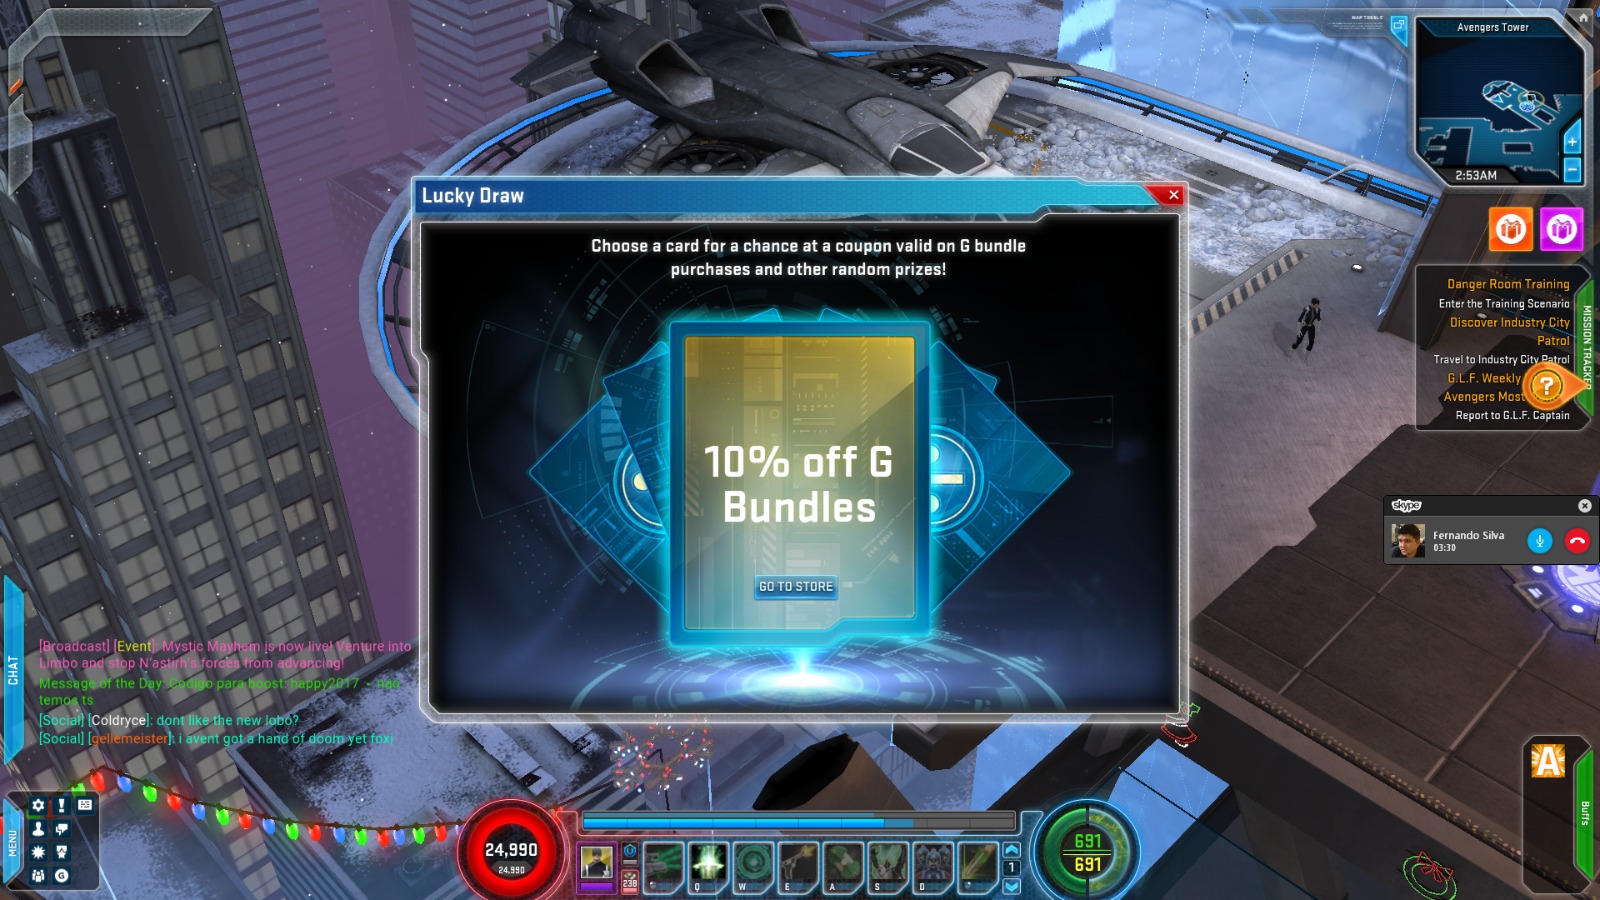 Avengers Tower
2:53AM
Lucky Draw
Choose a card for a chance at a coupon valid on G bundle
purchases and other random prizes!
10% off G
Bundles
GO TO STORE
Danger Room Training
Enter the Training Scenario
Discover Industry City
Patrol
Travel to Industry City Patrol
G.L.F. Weekly
Avengers Most
Report to G.L.F. Captain
MISSION TRACKER
skype
Fernando Silva
03:30
CHAT
[Broadcast] [Event]: Mystic Mayhem is now live! Venture into
Limbo and stop N'astirh's forces from advancing!
Message of the Day: Codigo para boost: happy2017 - nao
temos ts
[Social] [Coldryce]: dont like the new lobo?
[Social] [gellemeister]: i avent got a hand of doom yet foxi
MENU
G
24,990
24,990
238
Q
W
E
A
S
D
1
691
691
A
Buffs